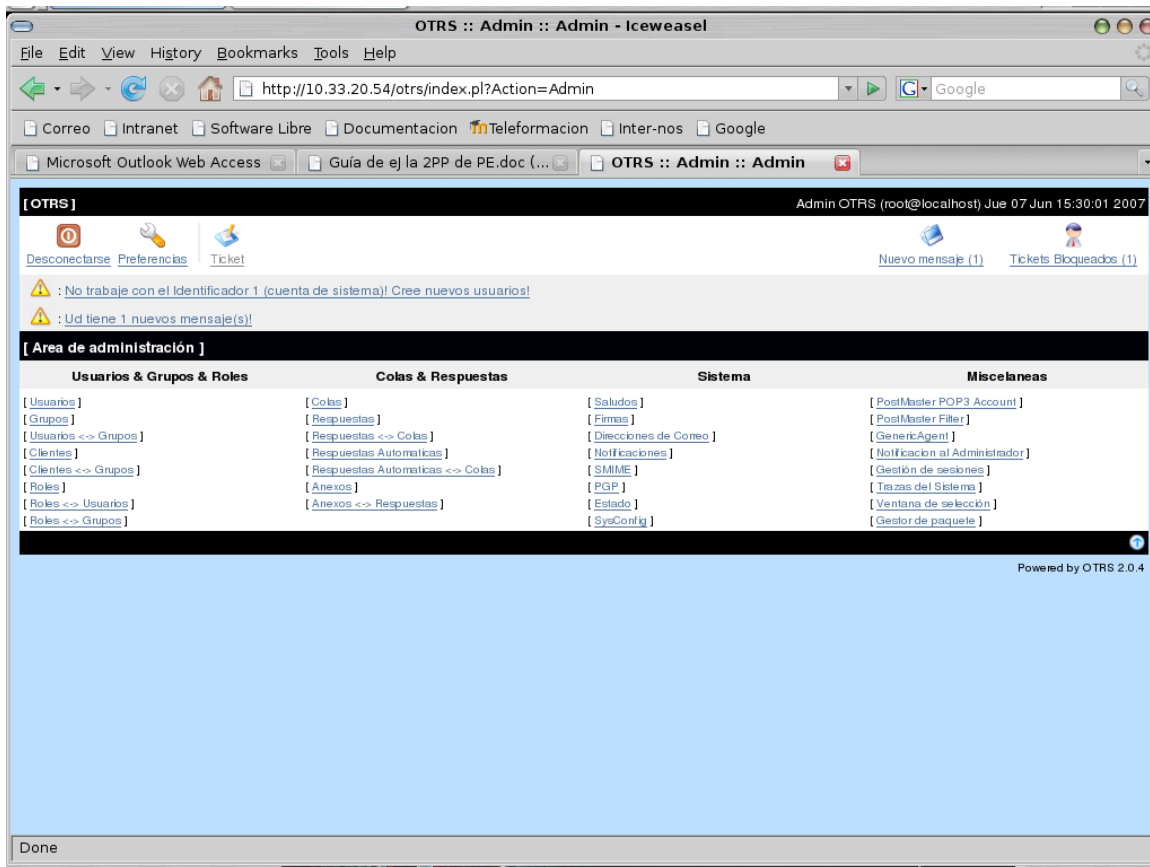 OTRS :: Admin :: Admin - Iceweasel
File Edit View History Bookmarks Tools Help
http://10.33.20.54/otrs/index.pl?Action=Admin Google
Correo Intranet Software Libre Documentacion Teleformacion Inter-nos Google
Microsoft Outlook Web Access Guía de eJ la 2PP de PE.doc (... OTRS :: Admin :: Admin
[ OTRS ] Admin OTRS (root@localhost) Jue 07 Jun 15:30:01 2007
Desconectarse Preferencias Ticket Nuevo mensaje (1) Tickets Bloqueados (1)
: No trabaje con el Identificador 1 (cuenta de sistema)! Cree nuevos usuarios!
: Ud tiene 1 nuevos mensaje(s)!
[ Area de administración ]
Usuarios & Grupos & Roles Colas & Respuestas Sistema Miscelaneas
[ Usuarios ] [ Colas ] [ Saludos ] [ PostMaster POP3 Account ]
[ Grupos ] [ Respuestas ] [ Firmas ] [ PostMaster Filter ]
[ Usuarios <-> Grupos ] [ Respuestas <-> Colas ] [ Direcciones de Correo ] [ GenericAgent ]
[ Clientes ] [ Respuestas Automaticas ] [ Notificaciones ] [ Notificacion al Administrador ]
[ Clientes <-> Grupos ] [ Respuestas Automaticas <-> Colas ] [ SMIME ] [ Gestión de sesiones ]
[ Roles ] [ Anexos ] [ PGP ] [ Trazas del Sistema ]
[ Roles <-> Usuarios ] [ Anexos <-> Respuestas ] [ Estado ] [ Ventana de selección ]
[ Roles <-> Grupos ] [ SysConfig ] [ Gestor de paquete ]
Powered by OTRS 2.0.4
Done